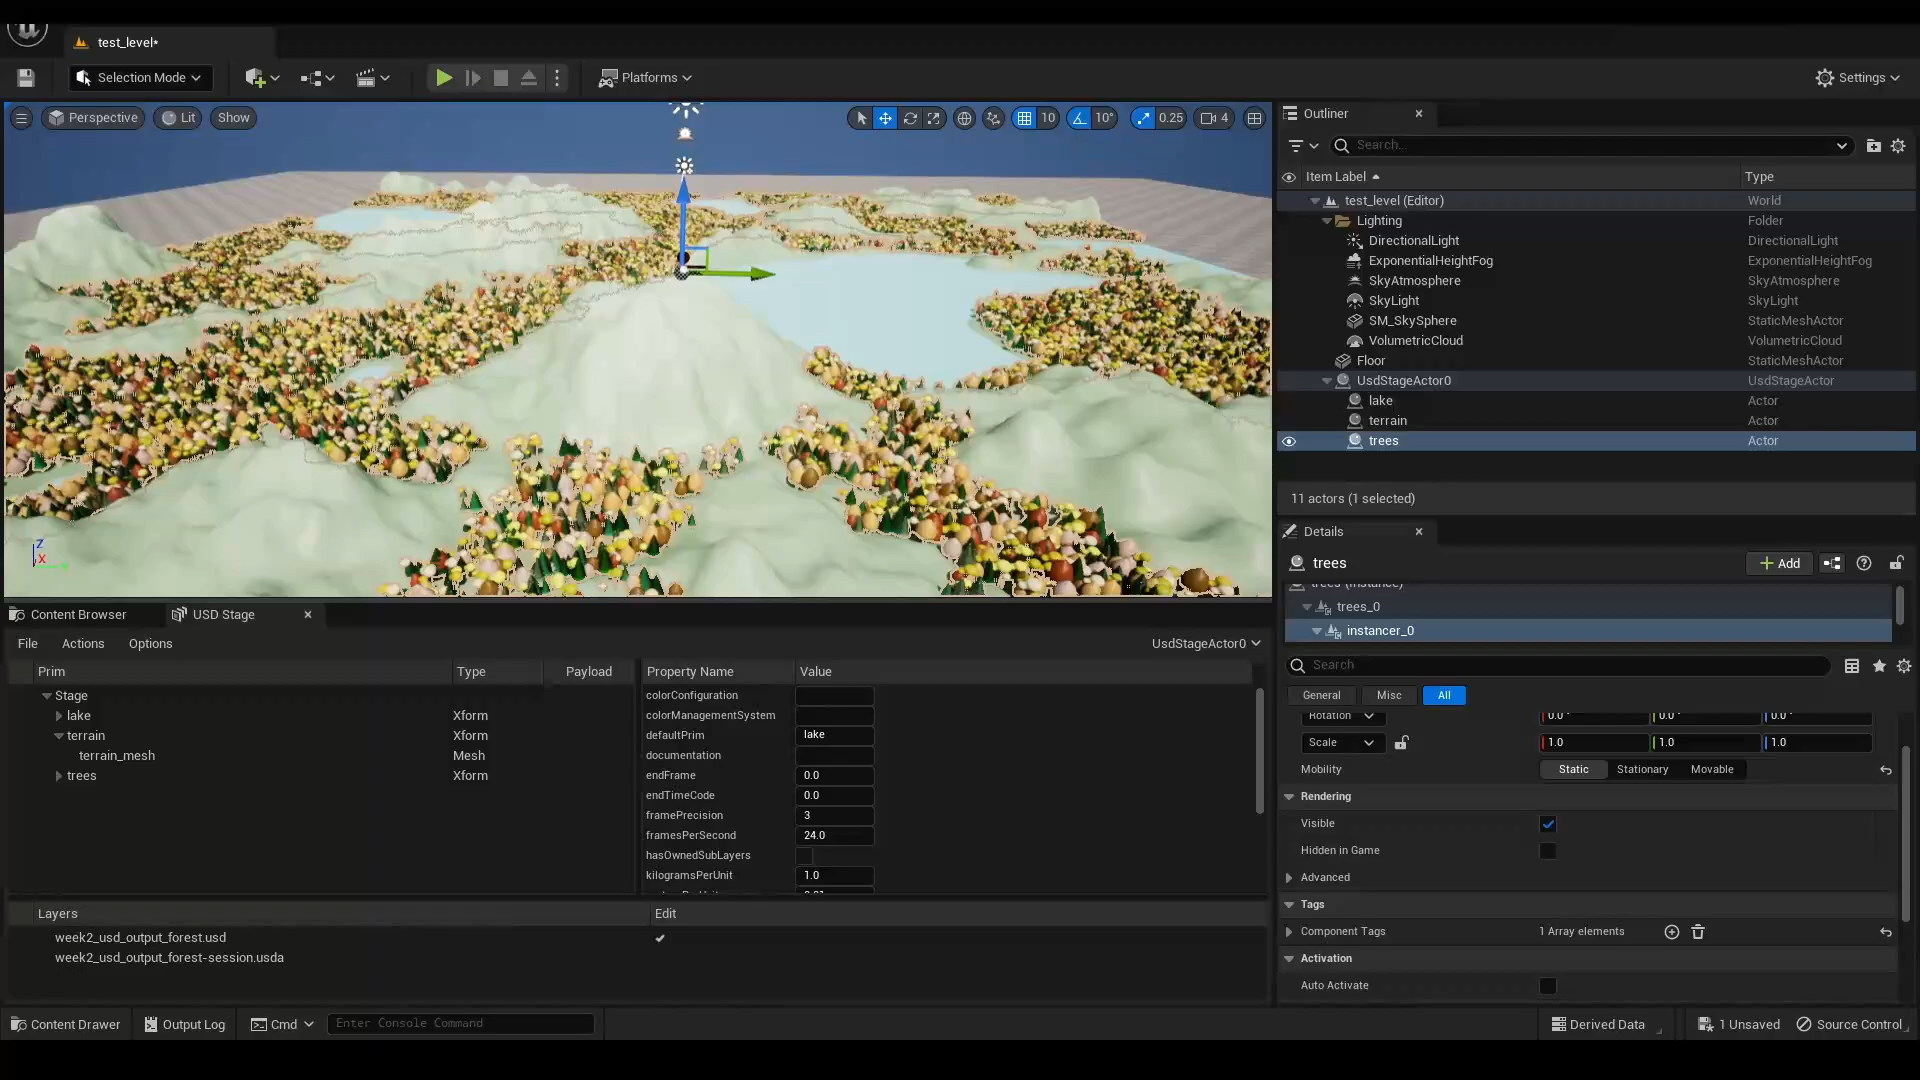 test_level*
Selection Mode
Platforms
Settings
Perspective
Lit
Show
10
10°
0.25
4
Outliner
Search...
Item Label
Type
test_level (Editor)
World
Lighting
Folder
DirectionalLight
DirectionalLight
ExponentialHeightFog
ExponentialHeightFog
SkyAtmosphere
SkyAtmosphere
SkyLight
SkyLight
SM_SkySphere
StaticMeshActor
VolumetricCloud
VolumetricCloud
Floor
StaticMeshActor
UsdStageActor0
UsdStageActor
lake
Actor
terrain
Actor
trees
Actor
11 actors (1 selected)
Z
X
Details
trees
Add
trees (Instance)
trees_0
instancer_0
Search
General
Misc
All
Rotation
0.0°
0.0°
0.0°
Scale
1.0
1.0
1.0
Mobility
Static
Stationary
Movable
Rendering
Visible
Hidden in Game
Advanced
Tags
Component Tags
1 Array elements
Activation
Auto Activate
Content Browser
USD Stage
File
Actions
Options
UsdStageActor0
Prim
Type
Payload
Stage
lake
Xform
terrain
Xform
terrain_mesh
Mesh
trees
Xform
Property Name
Value
colorConfiguration
colorManagementSystem
defaultPrim
lake
documentation
endFrame
0.0
endTimeCode
0.0
framePrecision
3
framesPerSecond
24.0
hasOwnedSubLayers
kilogramsPerUnit
1.0
Layers
Edit
week2_usd_output_forest.usd
week2_usd_output_forest-session.usda
Content Drawer
Output Log
Cmd
Enter Console Command
Derived Data
1 Unsaved
Source Control